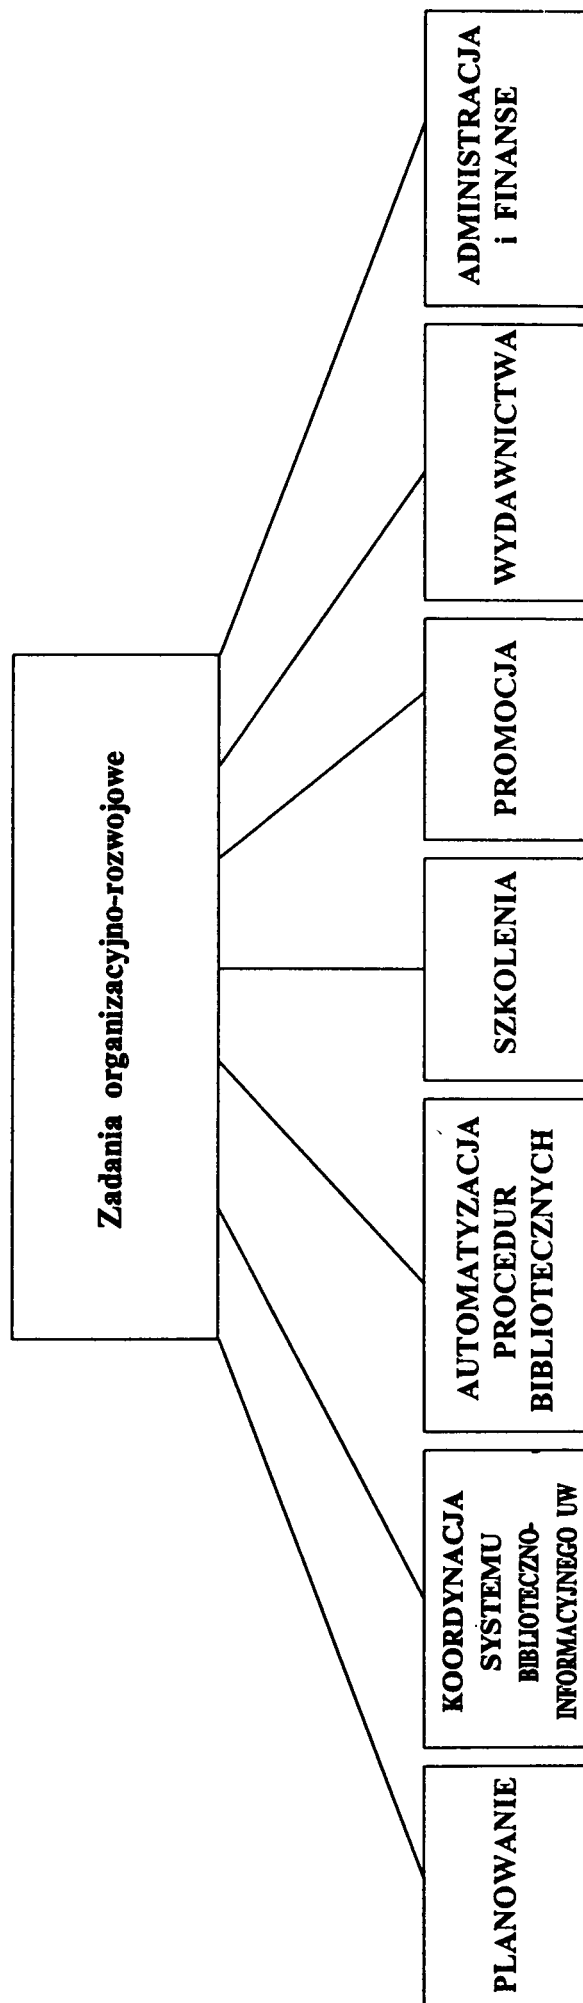 Zadania organizacyjno-rozwojowe
PLANOWANIE
KOORDYNACJA
SYSTEMU
BIBLIOTECZNO-
INFORMACYJNEGO UW
AUTOMATYZACJA
PROCEDUR
BIBLIOTECZNYCH
SZKOLENIA
PROMOCJA
WYDAWNICTWA
ADMINISTRACJA
i FINANSE